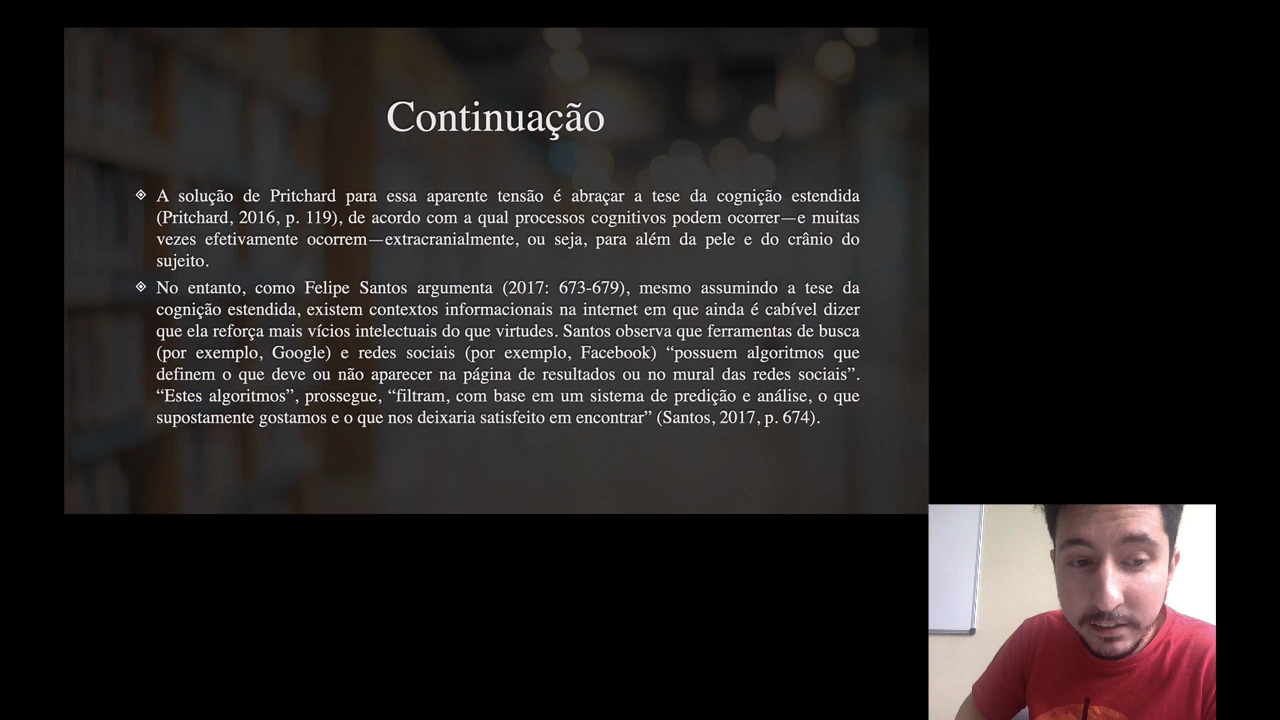 Continuação
A solução de Pritchard para essa aparente tensão é abraçar a tese da cognição estendida
(Pritchard, 2016, p. 119), de acordo com a qual processos cognitivos podem ocorrer—e muitas
vezes efetivamente ocorrem—extracranialmente, ou seja, para além da pele e do crânio do
sujeito.
No entanto, como Felipe Santos argumenta (2017: 673-679), mesmo assumindo a tese da
cognição estendida, existem contextos informacionais na internet em que ainda é cabível dizer
que ela reforça mais vícios intelectuais do que virtudes. Santos observa que ferramentas de busca
(por exemplo, Google) e redes sociais (por exemplo, Facebook) “possuem algoritmos que
definem o que deve ou não aparecer na página de resultados ou no mural das redes sociais”.
“Estes algoritmos”, prossegue, “filtram, com base em um sistema de predição e análise, o que
supostamente gostamos e o que nos deixaria satisfeito em encontrar” (Santos, 2017, p. 674).